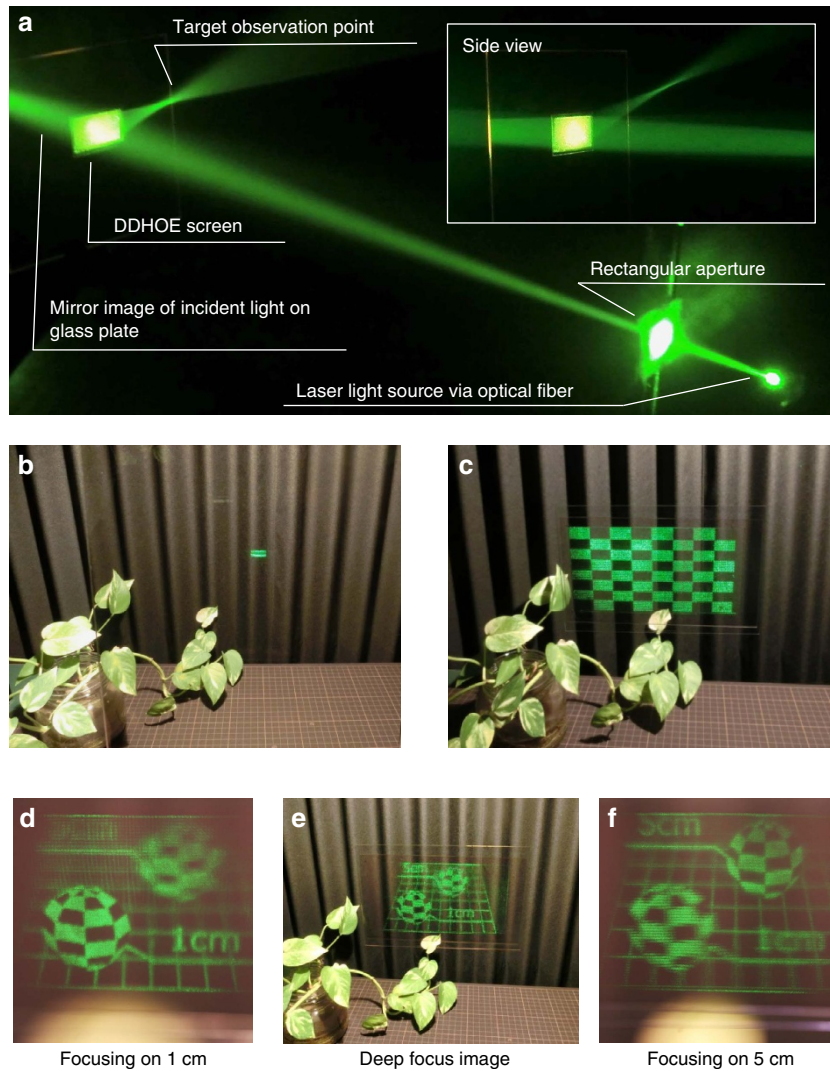 a
Target observation point
Side view
DDHOE screen
Rectangular aperture
Mirror image of incident light on
glass plate
Laser light source via optical fiber
b
c
d
1cm
e
5cm
1cm
f
5cm
1cm
Focusing on 1 cm
Deep focus image
Focusing on 5 cm